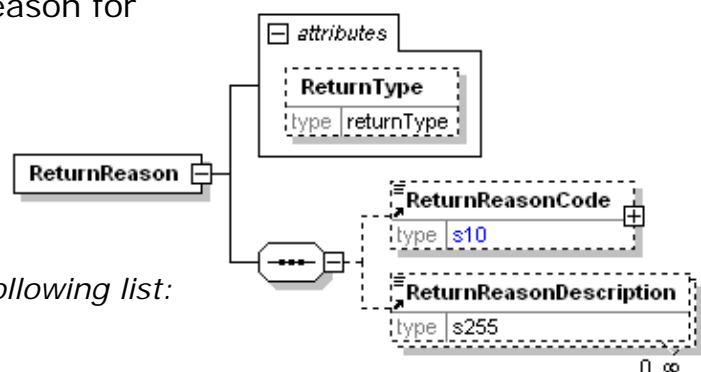 eason for
attributes
ReturnType
type returnType
ReturnReason
ReturnReasonCode
type s10
ollowing list:
ReturnReasonDescription
type s255
0..∞